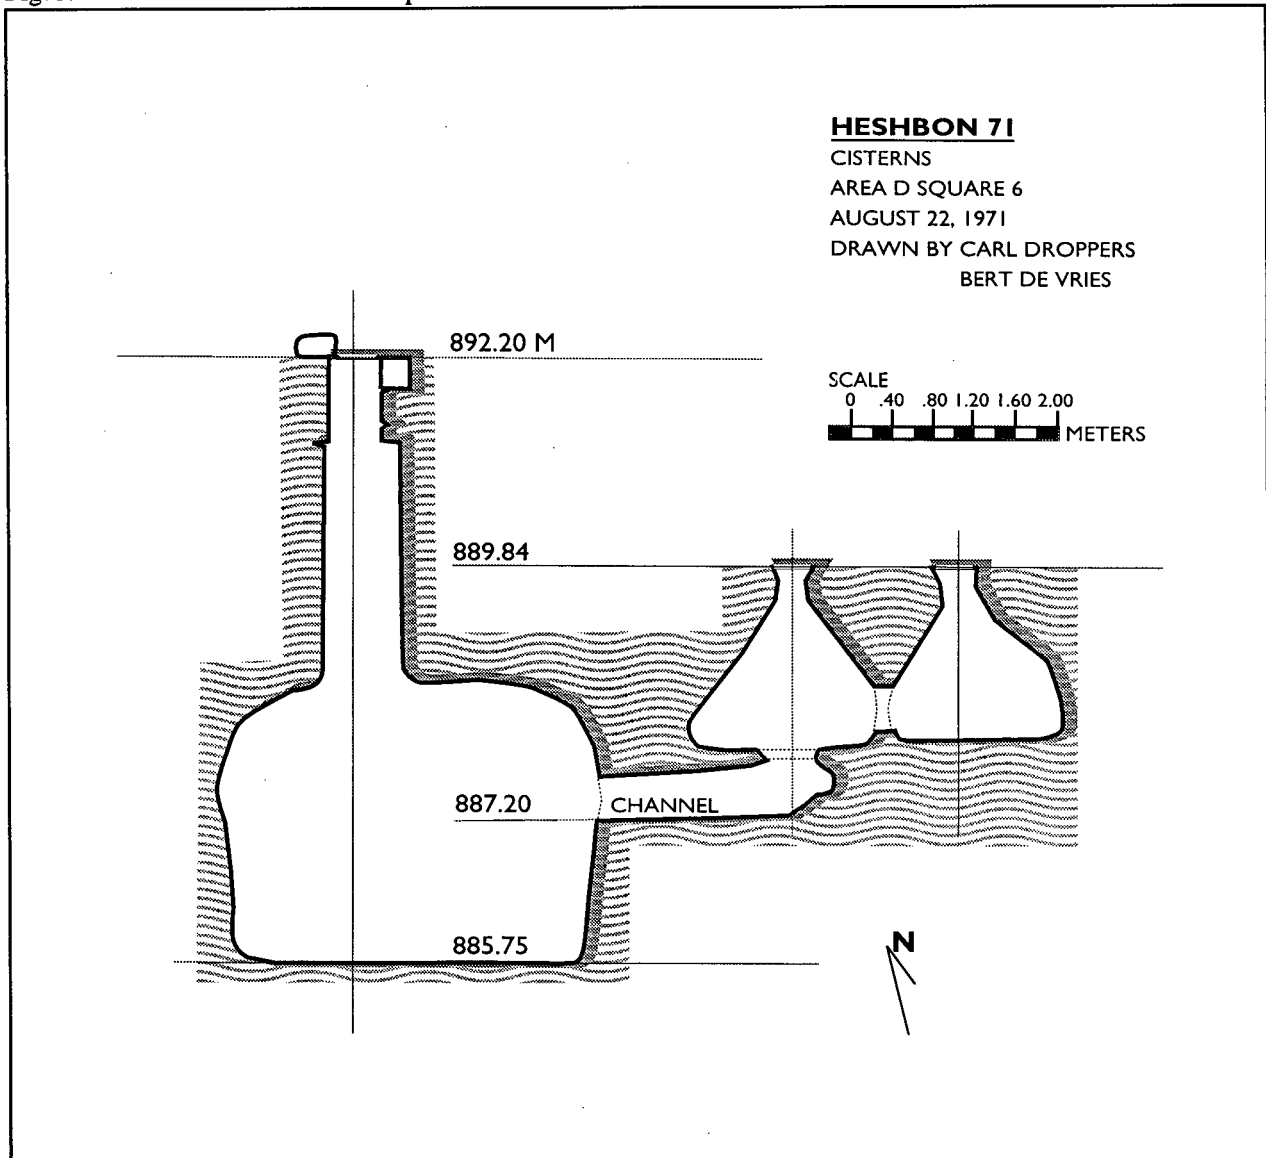 HESHBON 71
CISTERNS
AREA D SQUARE 6
AUGUST 22, 1971
DRAWN BY CARL DROPPERS
BERT DE VRIES
892.20 M
SCALE
0 .40 .80 1.20 1.60 2.00
METERS
889.84
887.20 CHANNEL
885.75
N